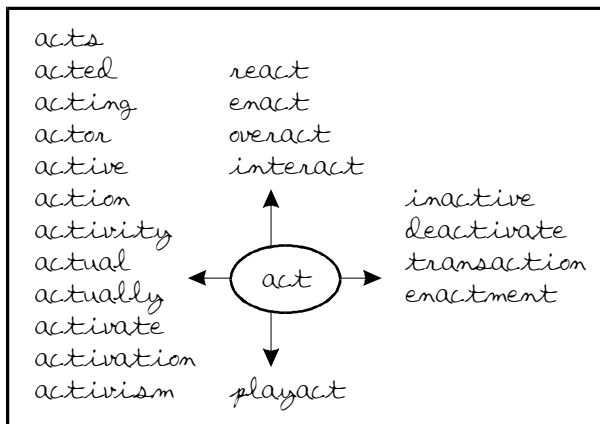 acts
acted
acting
actor
active
action
activity
actual
actually
activate
activation
activism
react
enact
overact
interact
act
playact
inactive
deactivate
transaction
enactment